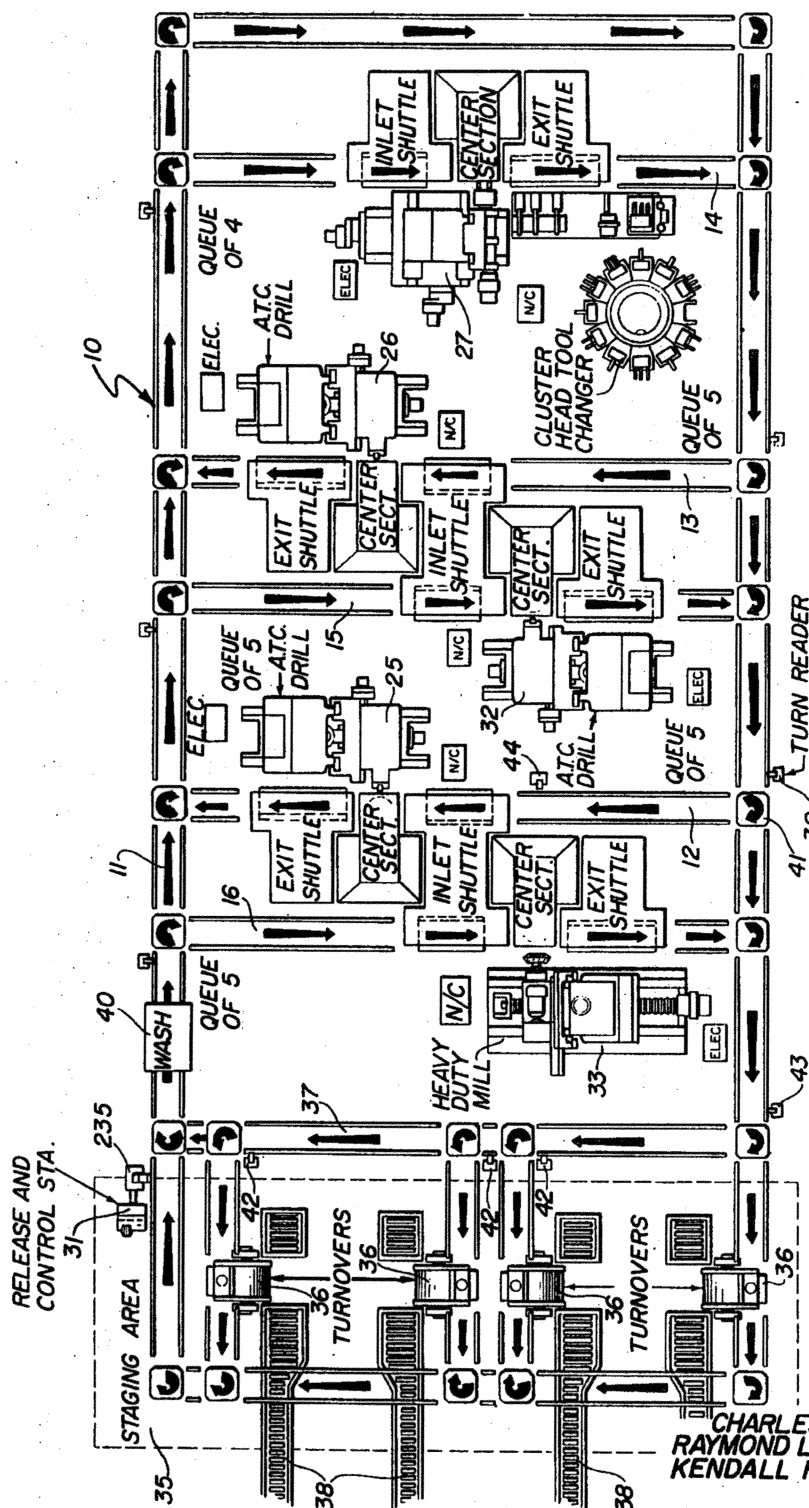 RELEASE AND
CONTROL STA.
31
235
STAGING AREA
35
40
WASH
QUEUE
OF 5
11
16
37
42
42
42
36
36
36
36
TURNOVERS
TURNOVERS
38
38
38
HEAVY
DUTY
MILL
N/C
33
ELEC
43
EXIT
SHUTTLE
CENTER
SECT.
INLET
SHUTTLE
CENTER
SECT.
EXIT
SHUTTLE
ELEC.
QUEUE
OF 5
A.T.C.
DRILL
25
N/C
44
12
41
32
A.T.C.
DRILL
ELEC
QUEUE
OF 5
TURN READER
N/C
15
EXIT
SHUTTLE
CENTER
SECT.
INLET
SHUTTLE
CENTER
SECT.
EXIT
SHUTTLE
13
10
ELEC.
A.T.C.
DRILL
26
N/C
QUEUE
OF 4
ELEC
27
N/C
CLUSTER
HEAD TOOL
CHANGER
QUEUE
OF 5
INLET
SHUTTLE
CENTER
SECTION
EXIT
SHUTTLE
14
RAYMOND
KENDALL